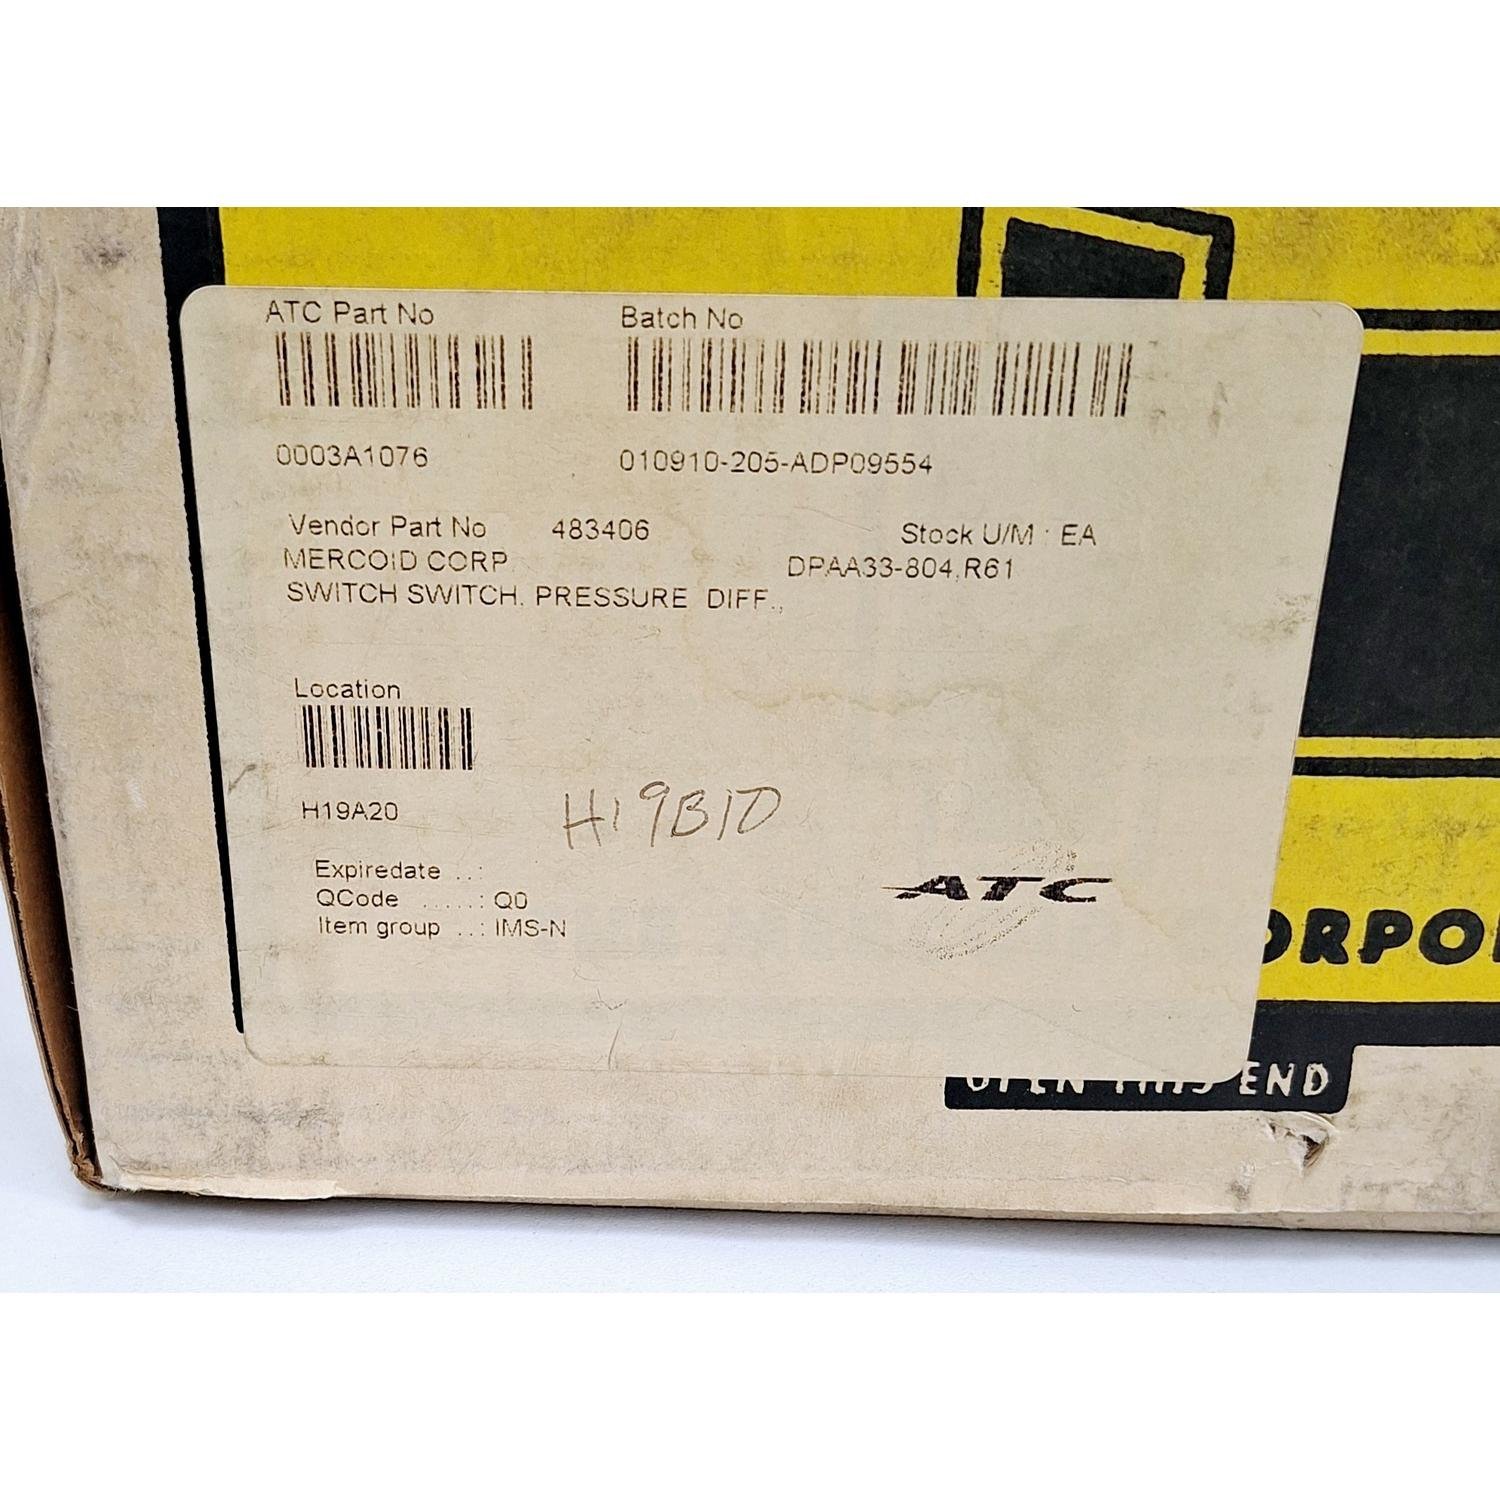 ATC Part No Batch No
0003A1076 010910-205-ADP09554
Vendor Part No 483406 Stock U/M : EA
MERCOID CORP DPAA33-804,R61
SWITCH SWITCH, PRESSURE DIFF.,
Location
H19A20 H19B10
Expiredate ..:
QCode .....: Q0
Item group ..: IMS-N
ATC
ORPO
OPEN THIS END